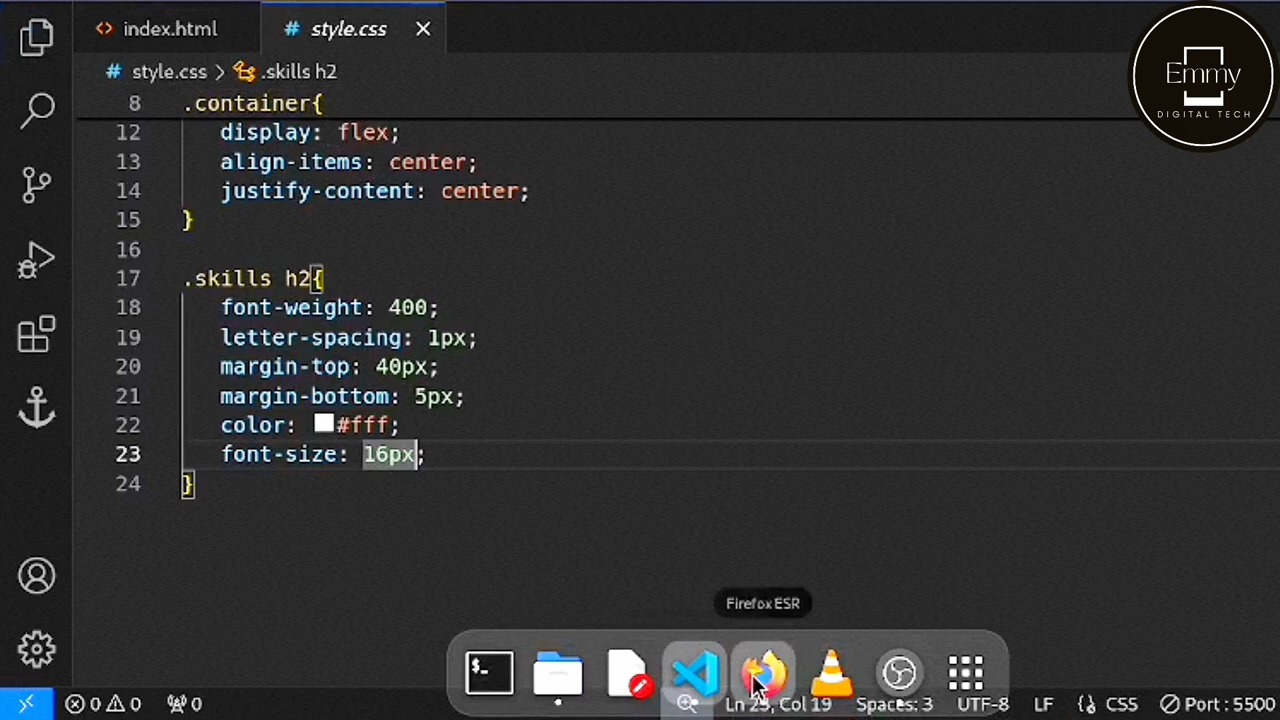 index.html
style.css
Emmy
DIGITAL TECH
style.css > .skills h2
8 .container{
12 display: flex;
13 align-items: center;
14 justify-content: center;
15 }
16
17 .skills h2{
18 font-weight: 400;
19 letter-spacing: 1px;
20 margin-top: 40px;
21 margin-bottom: 5px;
22 color: #fff;
23 font-size: 16px;
24 }
Firefox ESR
0 0 0 Ln 23, Col 19 Spaces: 3 UTF-8 LF CSS Port : 5500